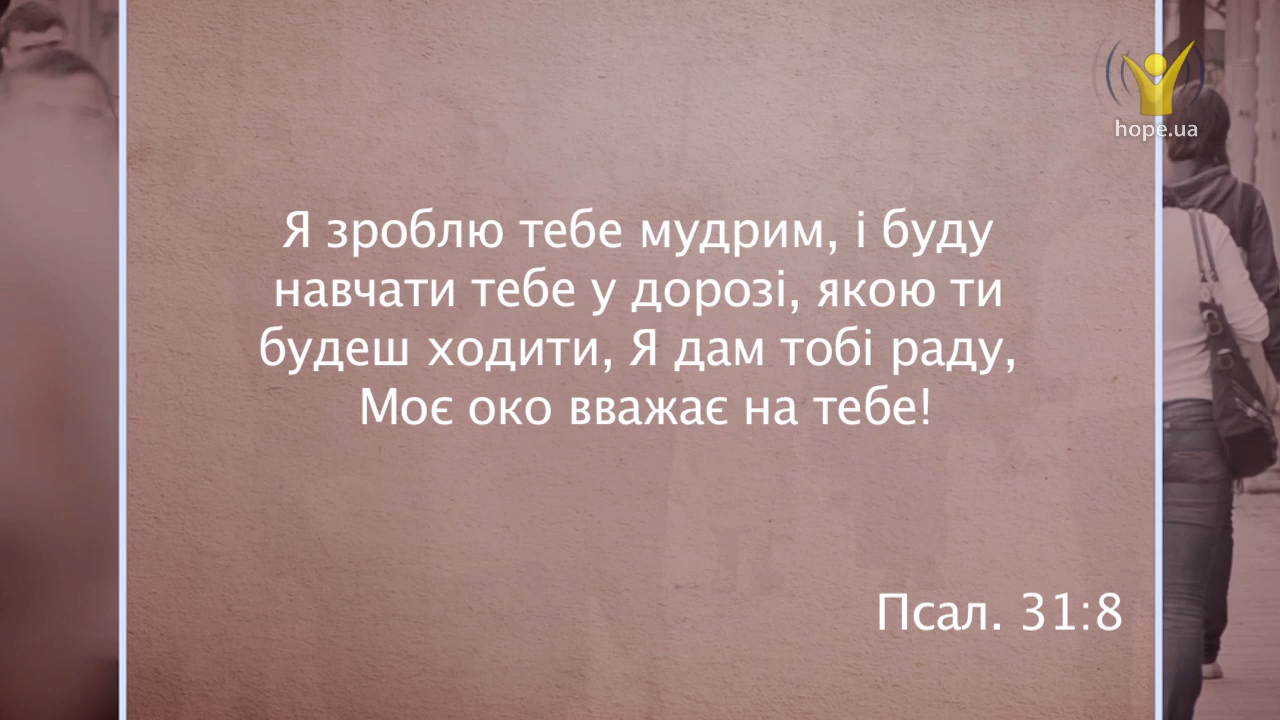 hope.ua
Я зроблю тебе мудрим, і буду
навчати тебе у дорозі, якою ти
будеш ходити, Я дам тобі раду,
Моє око вважає на тебе!
Псал. 31:8